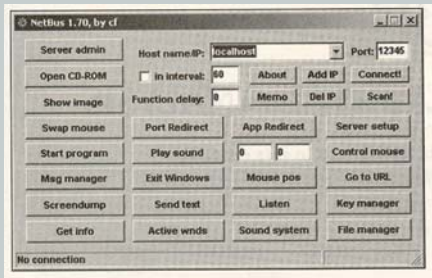 NetBus 1.70, by cf
Server admin Host name/IP: localhost Port: 12345
Open CD-ROM in interval: 60 About Add IP Connect!
Show image Function delay: 0 Memo Del IP Scan!
Swap mouse Port Redirect App Redirect Server setup
Start program Play sound 0 0 Control mouse
Msg manager Exit Windows Mouse pos Go to URL
Screendump Send text Listen Key manager
Get info Active wnds Sound system File manager
No connection